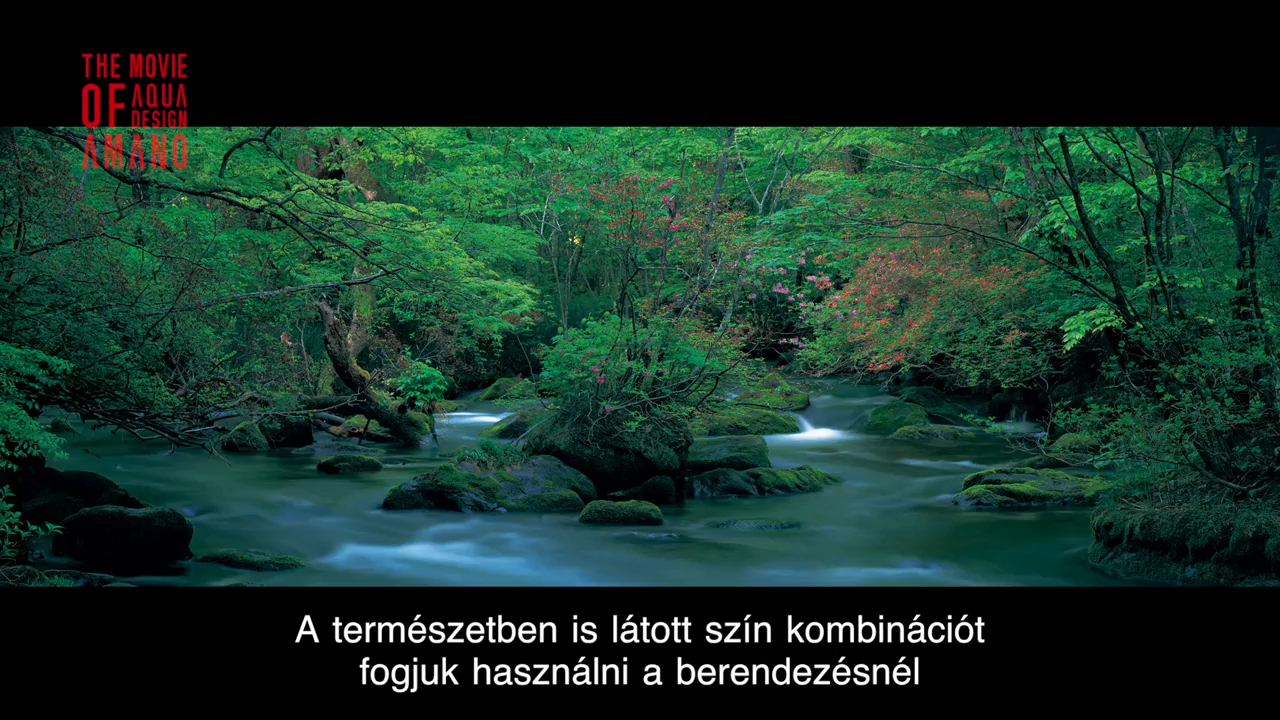 THE MOVIE
OF AQUA
DESIGN
AMANO
A természetben is látott szín kombinációt
fogjuk használni a berendezésnél